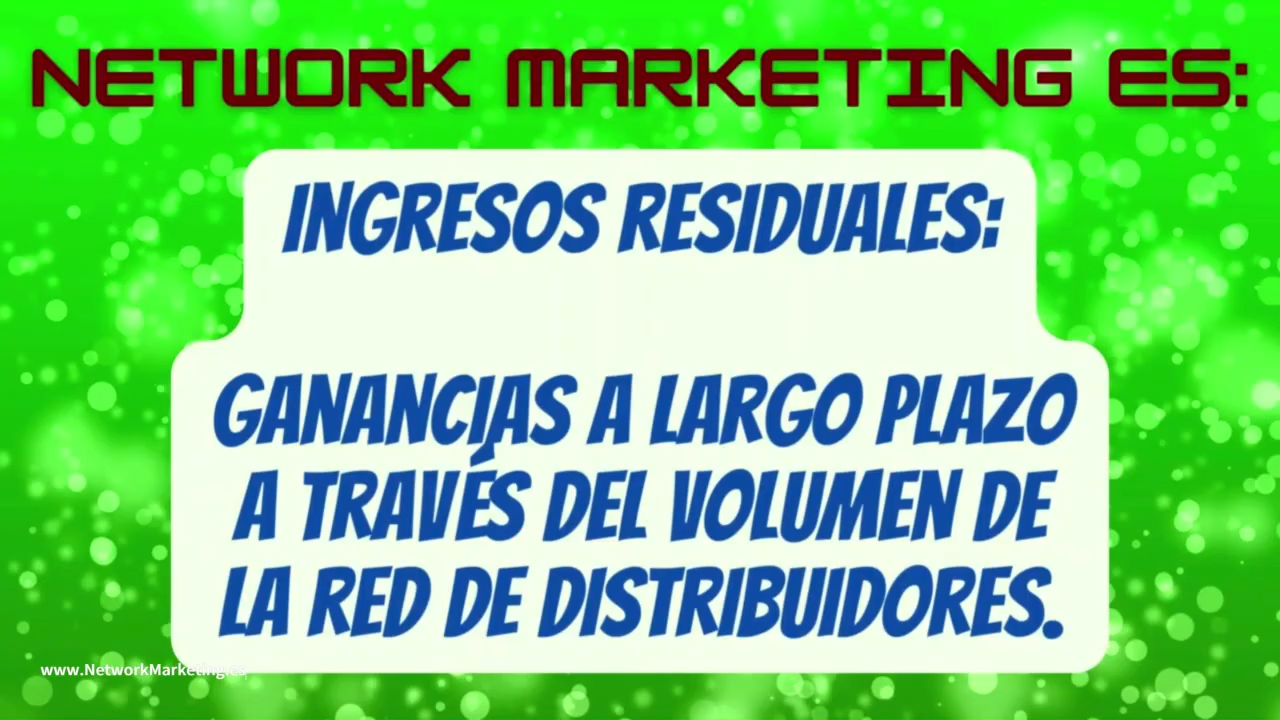 NETWORK MARKETING ES:
INGRESOS RESIDUALES:
GANANCIAS A LARGO PLAZO
A TRAVÉS DEL VOLUMEN DE
LA RED DE DISTRIBUIDORES.
www.NetworkMarketing.es